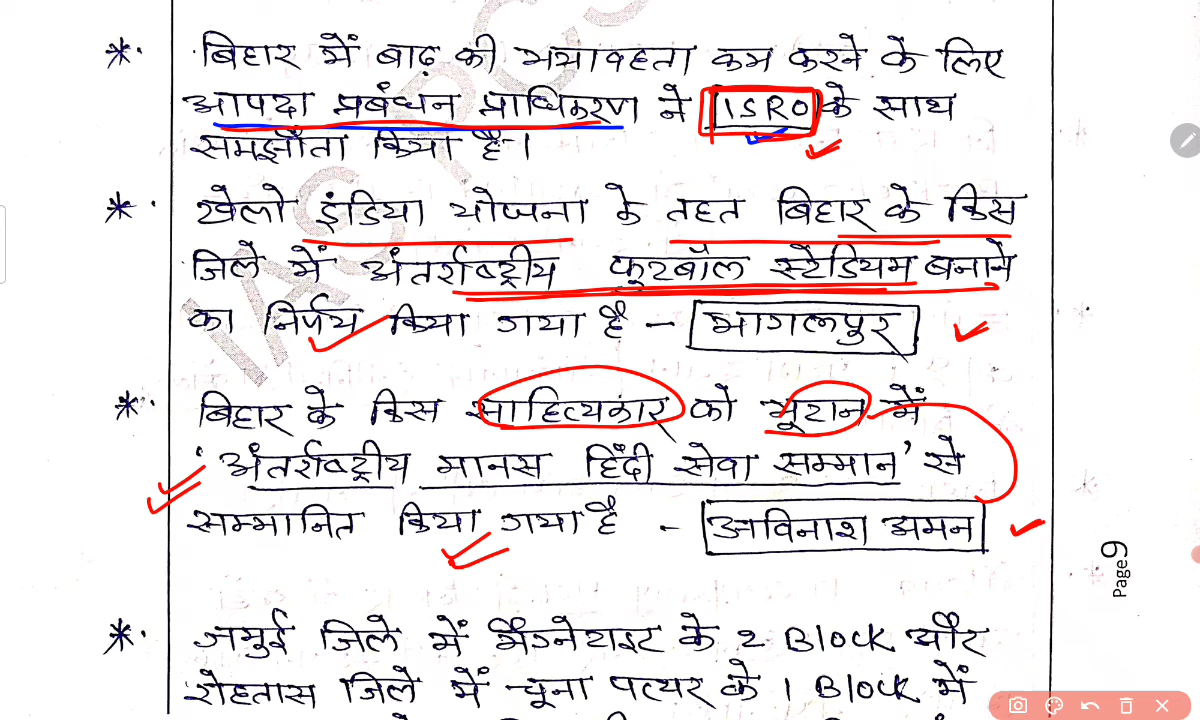 *. बिहार में बाढ़ की भयावहता कम करने के लिए
आपदा प्रबंधन प्राधिकरण ने ISRO के साथ
समझौता किया है।
*. खेलो इंडिया योजना के तहत बिहार के किस
जिले में अंतर्राष्ट्रीय फुटबॉल स्टेडियम बनाने
का निर्णय किया गया है - भागलपुर
*. बिहार के किस साहित्यकार को भूटान में
'अंतर्राष्ट्रीय मानस हिंदी सेवा सम्मान' से
सम्मानित किया गया है - अविनाश अमन
*. जमुई जिले में मैग्नेटाइट के 2 Block और
रोहतास जिले में चूना पत्थर के 1 Block में
Page 9